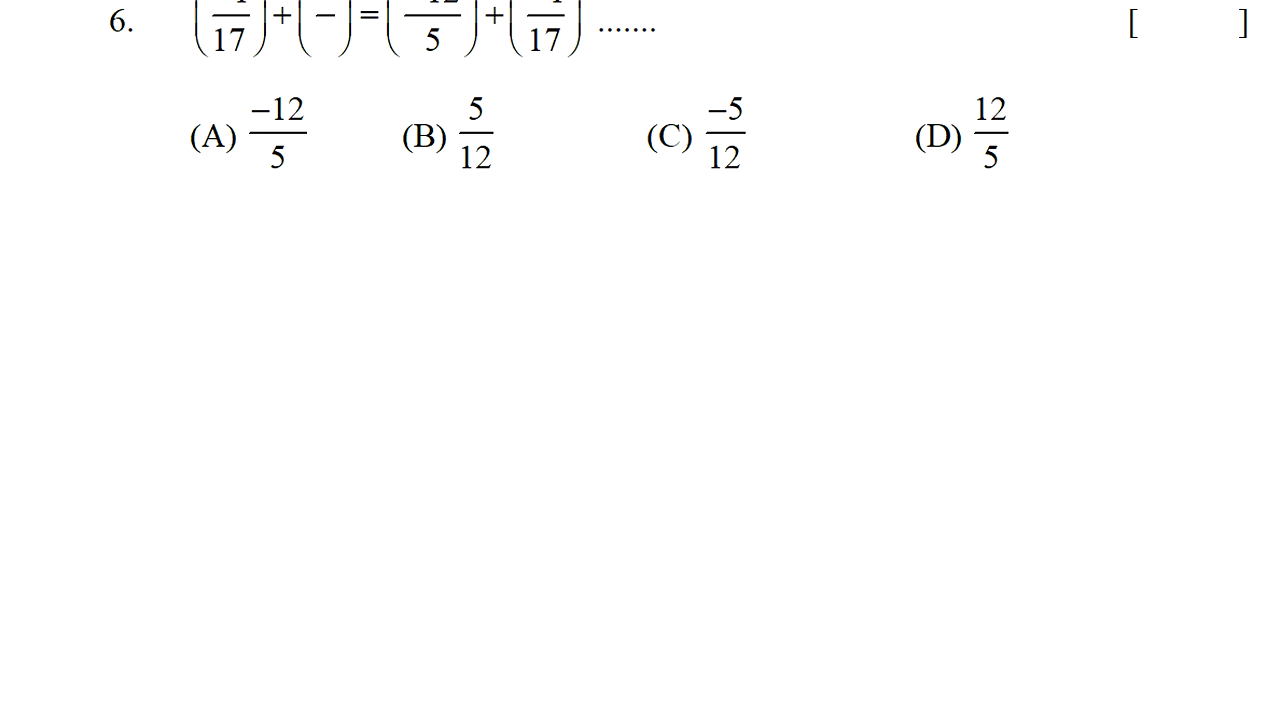 6. (/17) + (−) = (−12/5) + (/17) ....... [ ]
(A) −12/5 (B) 5/12 (C) −5/12 (D) 12/5